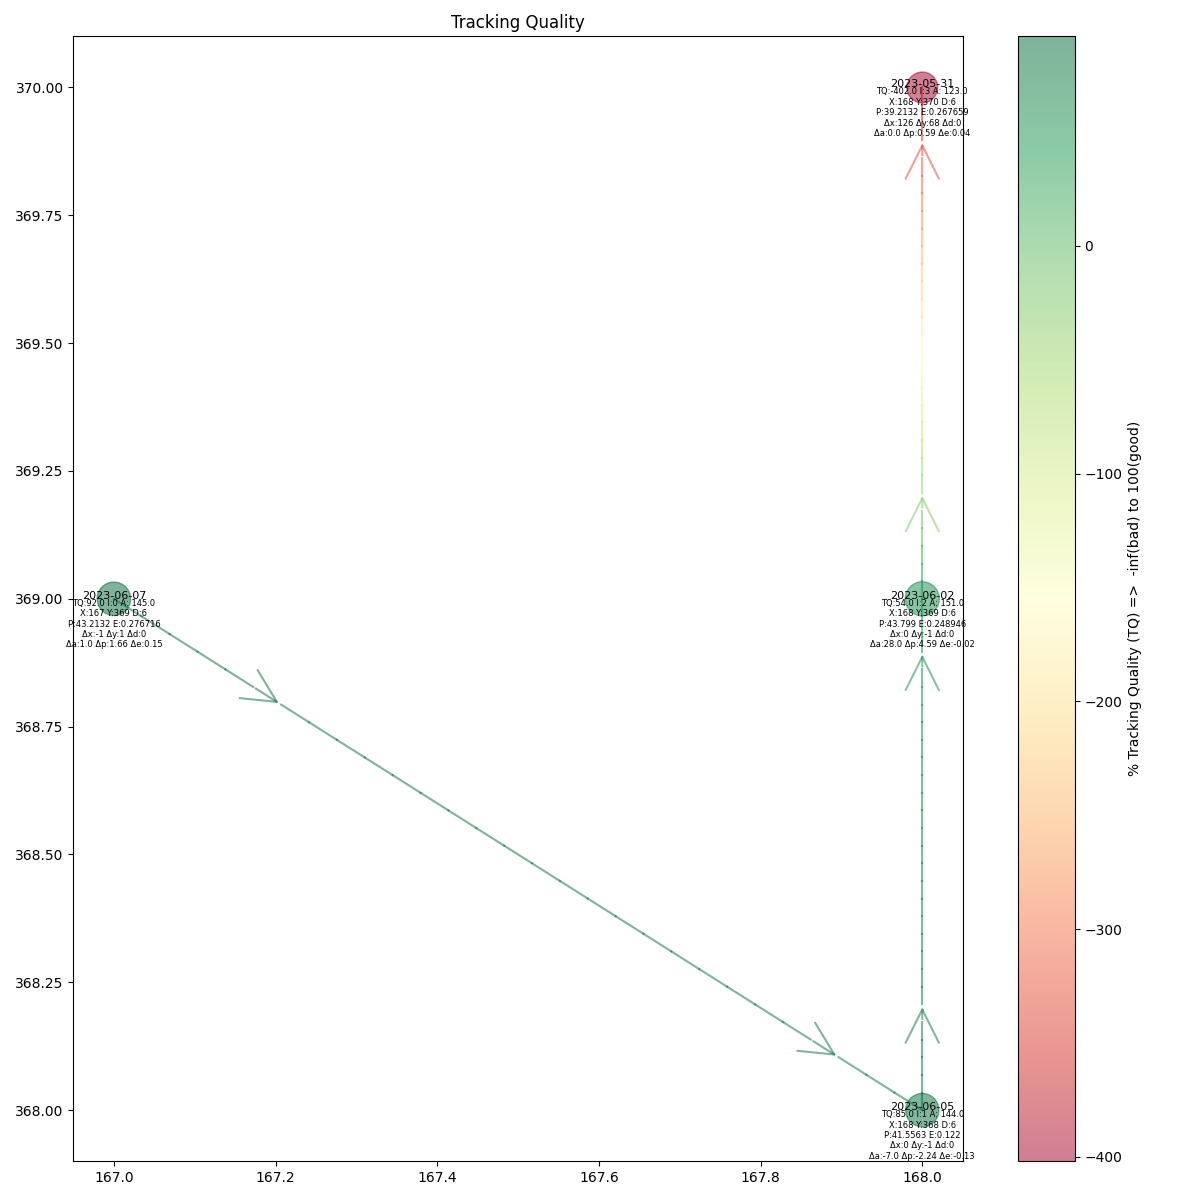 Tracking Quality
370.00
369.75
369.50
369.25
369.00
368.75
368.50
368.25
368.00
2023-05-31
TQ:-402.0 I:3 A: 123.0
X:168 Y:370 D:6
P:39.2132 E:0.267659
Δx:126 Δy:68 Δd:0
Δa:0.0 Δp:0.59 Δe:0.04
2023-06-07
TQ:92.0 I:0 A: 145.0
X:167 Y:369 D:6
P:43.2132 E:0.276716
Δx:-1 Δy:1 Δd:0
Δa:1.0 Δp:1.66 Δe:0.15
2023-06-02
TQ:54.0 I:2 A: 151.0
X:168 Y:369 D:6
P:43.799 E:0.248946
Δx:0 Δy:-1 Δd:0
Δa:28.0 Δp:4.59 Δe:-0.02
2023-06-05
TQ:85.0 I:1 A: 144.0
X:168 Y:368 D:6
P:41.5563 E:0.122
Δx:0 Δy:-1 Δd:0
Δa:-7.0 Δp:-2.24 Δe:-0.13
167.0 167.2 167.4 167.6 167.8 168.0
0
−100
−200
−300
−400
% Tracking Quality (TQ) => -inf(bad) to 100(good)